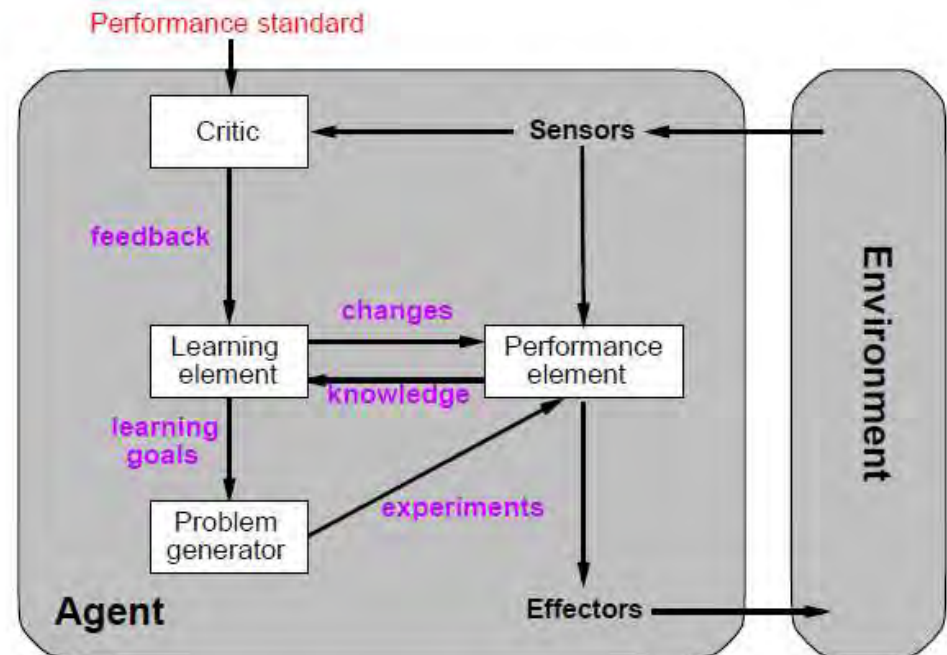 Performance standard
Critic
Sensors
feedback
changes
Learning
element
Performance
element
knowledge
learning
goals
experiments
Problem
generator
Agent
Effectors
Environment